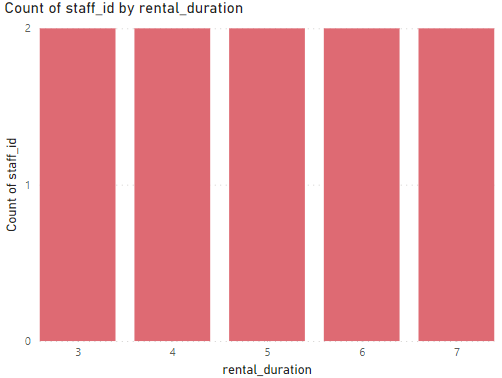 Count of staff_id by rental_duration
Count of staff_id
2
1
0
3 4 5 6 7
rental_duration